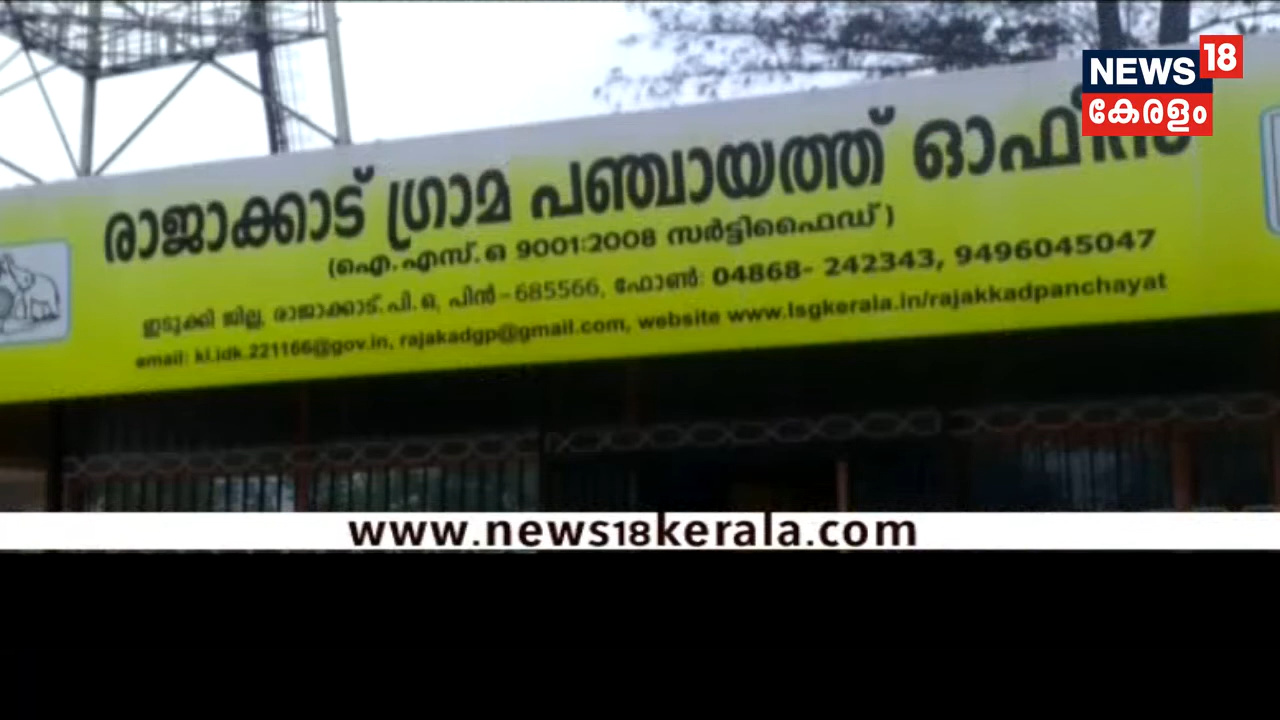 NEWS 18
കേരളം
രാജാക്കാട് ഗ്രാമ പഞ്ചായത്ത് ഓഫീസ്
(ഐ.എസ്.ഒ 9001:2008 സർട്ടിഫൈഡ്)
ഇടുക്കി ജില്ല, രാജാക്കാട്.പി.ഒ, പിൻ-685566, ഫോൺ: 04868- 242343, 9496045047
email: kl.idk.221166@gov.in, rajakadgp@gmail.com, website www.lsgkerala.in/rajakkadpanchayat
www.news18kerala.com